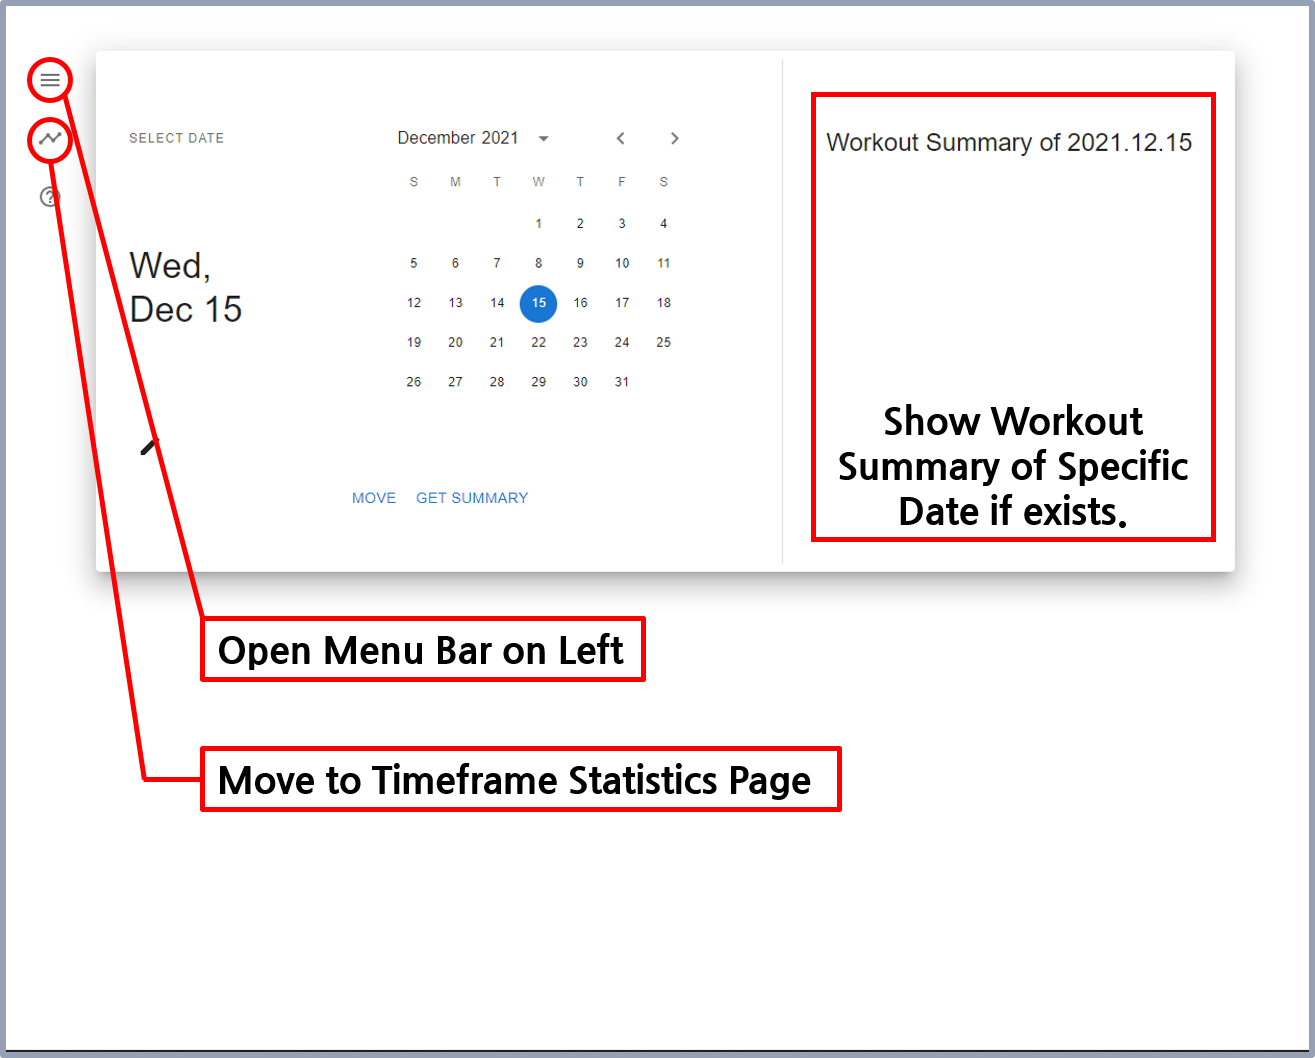 SELECT DATE
December 2021
S M T W T F S
1 2 3 4
5 6 7 8 9 10 11
12 13 14 15 16 17 18
19 20 21 22 23 24 25
26 27 28 29 30 31
Wed,
Dec 15
MOVE GET SUMMARY
Workout Summary of 2021.12.15
Show Workout
Summary of Specific
Date if exists.
Open Menu Bar on Left
Move to Timeframe Statistics Page